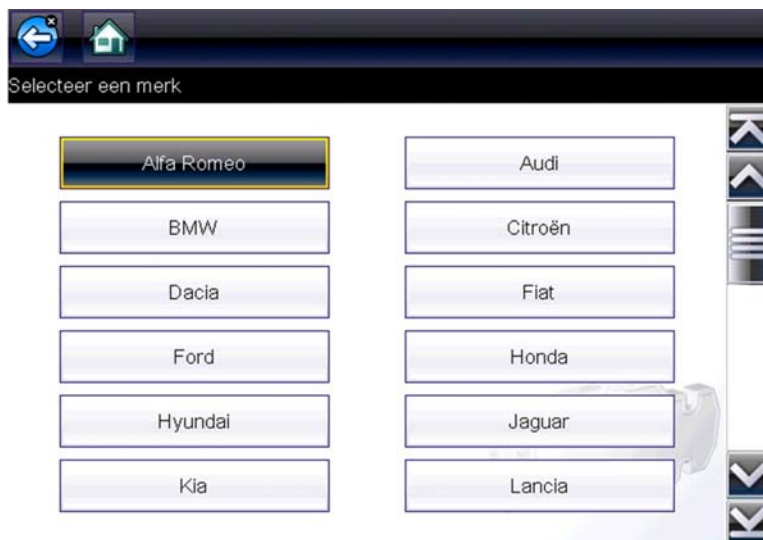 Selecteer een merk
Alfa Romeo
Audi
BMW
Citroën
Dacia
Fiat
Ford
Honda
Hyundai
Jaguar
Kia
Lancia